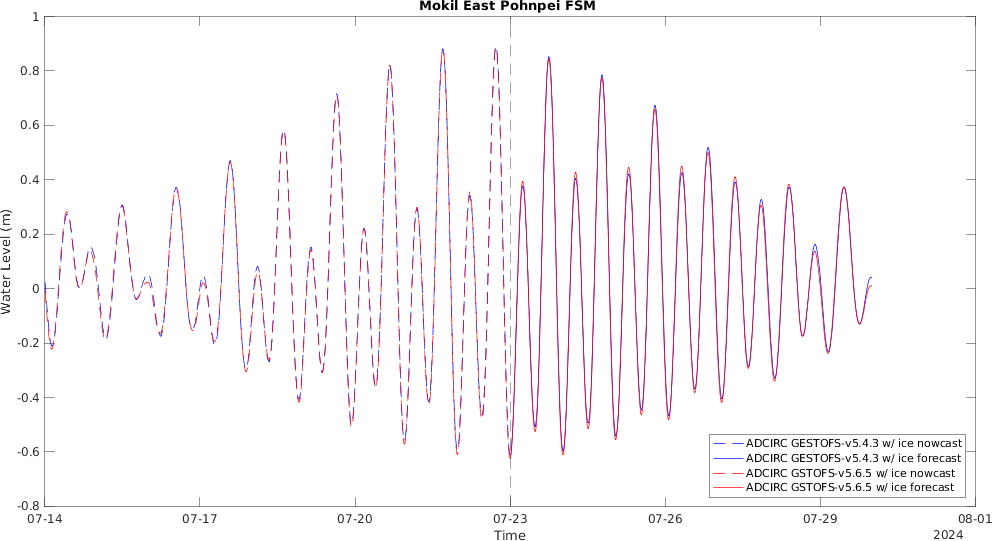 Mokil East Pohnpei FSM
1
0.8
0.6
0.4
0.2
0
-0.2
-0.4
-0.6
-0.8
Water Level (m)
07-14 07-17 07-20 07-23 07-26 07-29 08-01
Time
2024
ADCIRC GESTOFS-v5.4.3 w/ ice nowcast
ADCIRC GESTOFS-v5.4.3 w/ ice forecast
ADCIRC GSTOFS-v5.6.5 w/ ice nowcast
ADCIRC GSTOFS-v5.6.5 w/ ice forecast